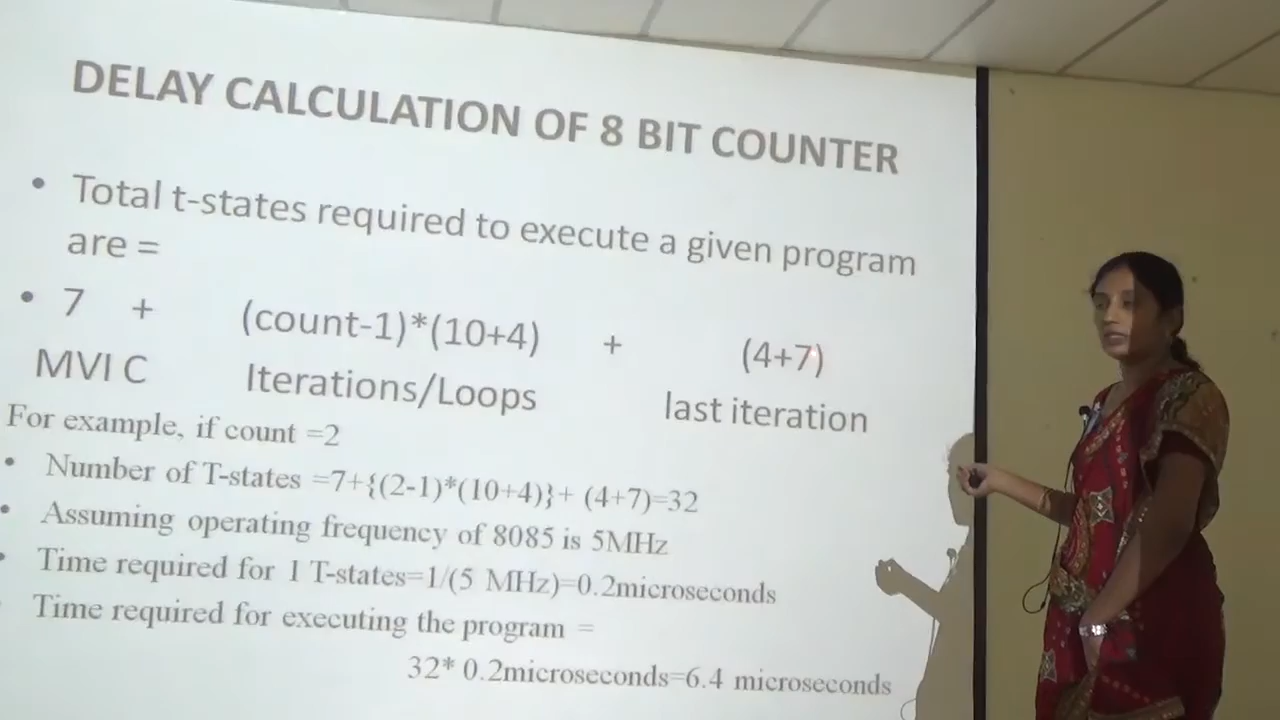 DELAY CALCULATION OF 8 BIT COUNTER
• Total t-states required to execute a given program
are =
• 7 + (count-1)*(10+4) + (4+7)
MVI C Iterations/Loops last iteration
For example, if count =2
• Number of T-states =7+{(2-1)*(10+4)}+ (4+7)=32
• Assuming operating frequency of 8085 is 5MHz
• Time required for 1 T-states=1/(5 MHz)=0.2microseconds
• Time required for executing the program =
32* 0.2microseconds=6.4 microseconds